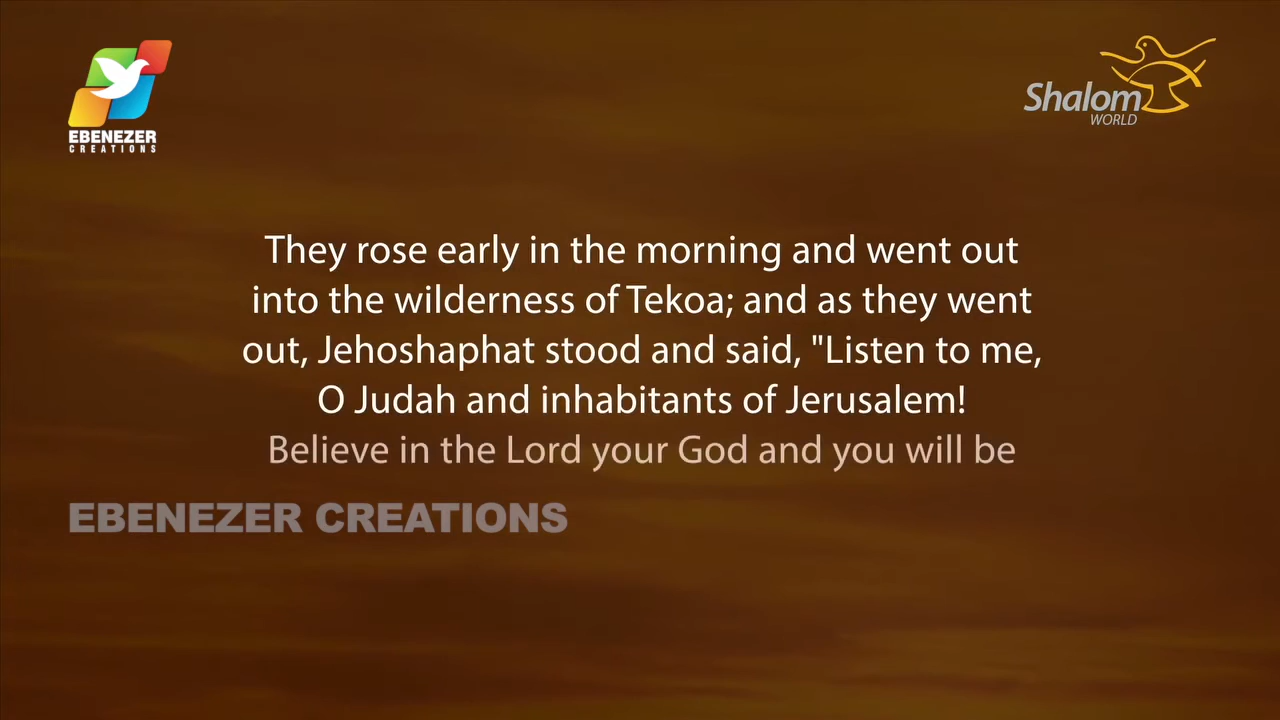 EBENEZER
CREATIONS
Shalom
WORLD
They rose early in the morning and went out
into the wilderness of Tekoa; and as they went
out, Jehoshaphat stood and said, "Listen to me,
O Judah and inhabitants of Jerusalem!
Believe in the Lord your God and you will be
EBENEZER CREATIONS